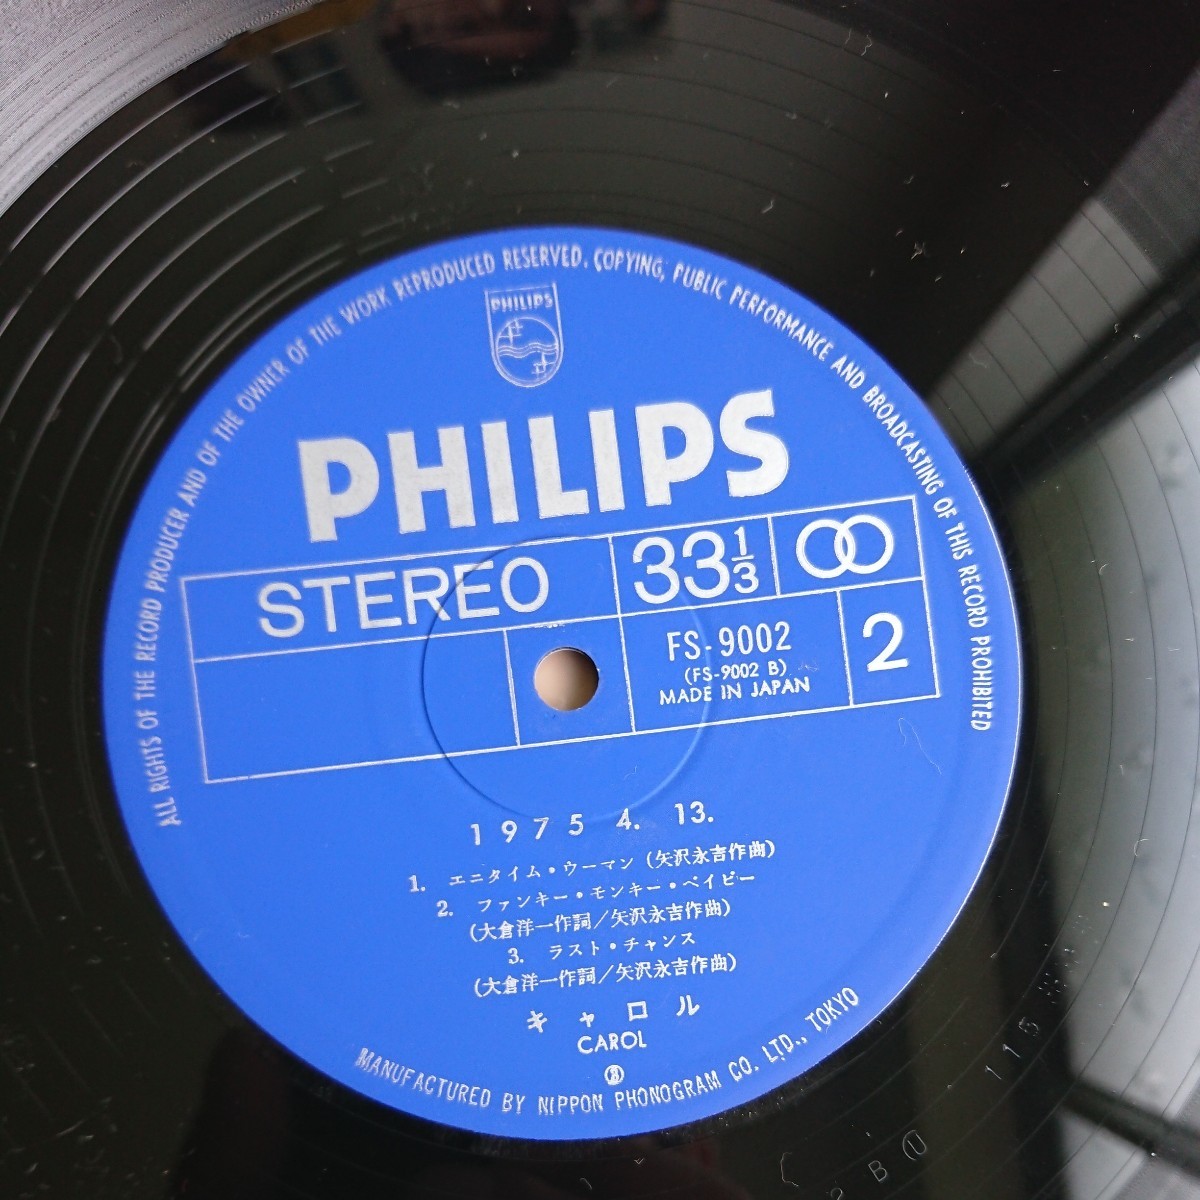 ALL RIGHTS OF THE RECORD PRODUCER AND OF THE OWNER OF THE WORK REPRODUCED RESERVED. COPYING, PUBLIC PERFORMANCE AND BROADCASTING OF THIS RECORD PROHIBITED
PHILIPS
PHILIPS
STEREO
33 1/3
FS-9002
(FS-9002 B)
MADE IN JAPAN
2
1975 4. 13.
1. エニタイム・ウーマン (矢沢永吉作曲)
2. ファンキー・モンキー・ベイビー
(大倉洋一作詞/矢沢永吉作曲)
3. ラスト・チャンス
(大倉洋一作詞/矢沢永吉作曲)
キャロル
CAROL
MANUFACTURED BY NIPPON PHONOGRAM CO. LTD., TOKYO